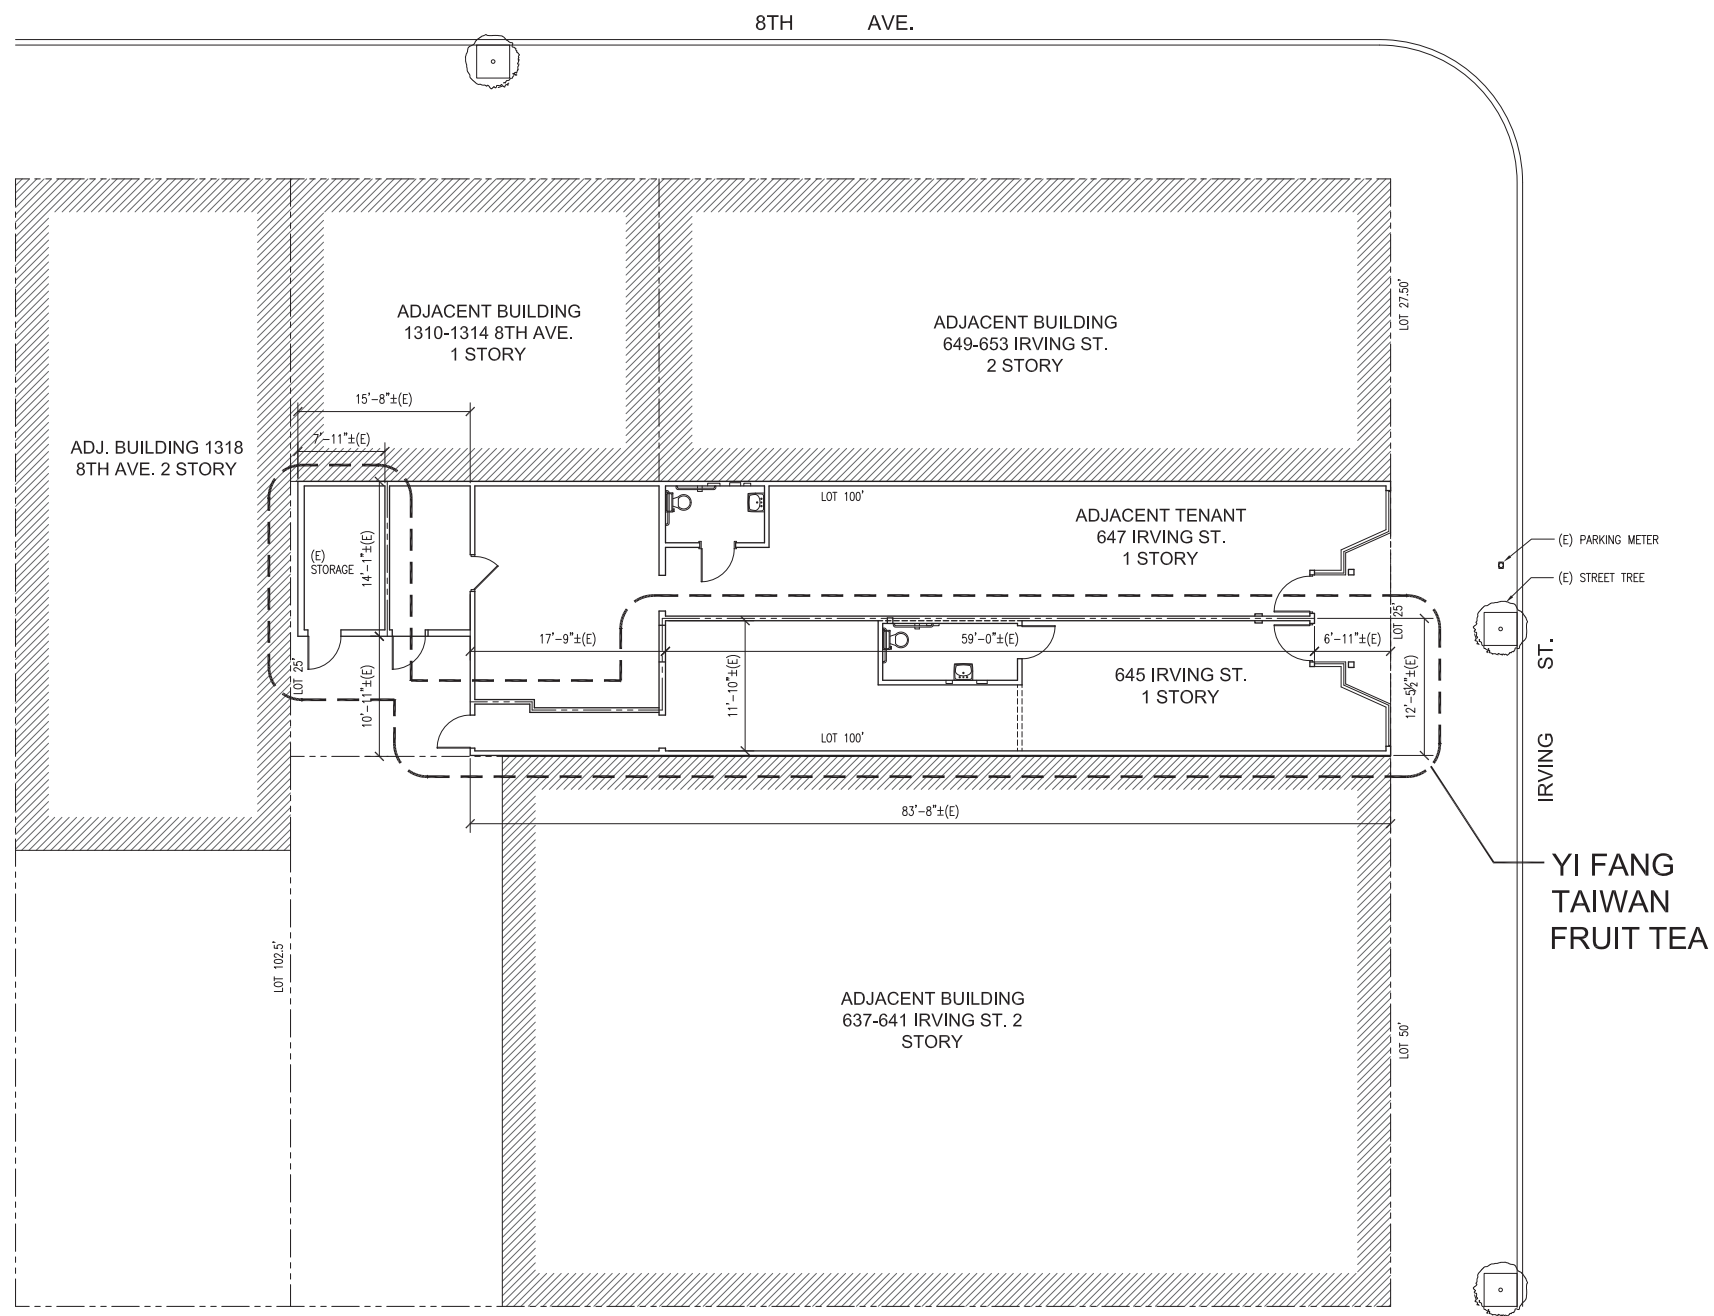 8TH AVE.
ADJACENT BUILDING
1310-1314 8TH AVE.
1 STORY
ADJACENT BUILDING
649-653 IRVING ST.
2 STORY
LOT 27.50'
15'-8"±(E)
7'-11"±(E)
ADJ. BUILDING 1318
8TH AVE. 2 STORY
LOT 100'
ADJACENT TENANT
647 IRVING ST.
1 STORY
(E)
STORAGE
14'-1"±(E)
(E) PARKING METER
(E) STREET TREE
LOT 25'
17'-9"±(E)
59'-0"±(E)
6'-11"±(E)
LOT 25'
10'-11"±(E)
11'-10"±(E)
645 IRVING ST.
1 STORY
12'-5½"±(E)
LOT 100'
IRVING ST.
83'-8"±(E)
YI FANG
TAIWAN
FRUIT TEA
LOT 102.5'
ADJACENT BUILDING
637-641 IRVING ST. 2
STORY
LOT 50'